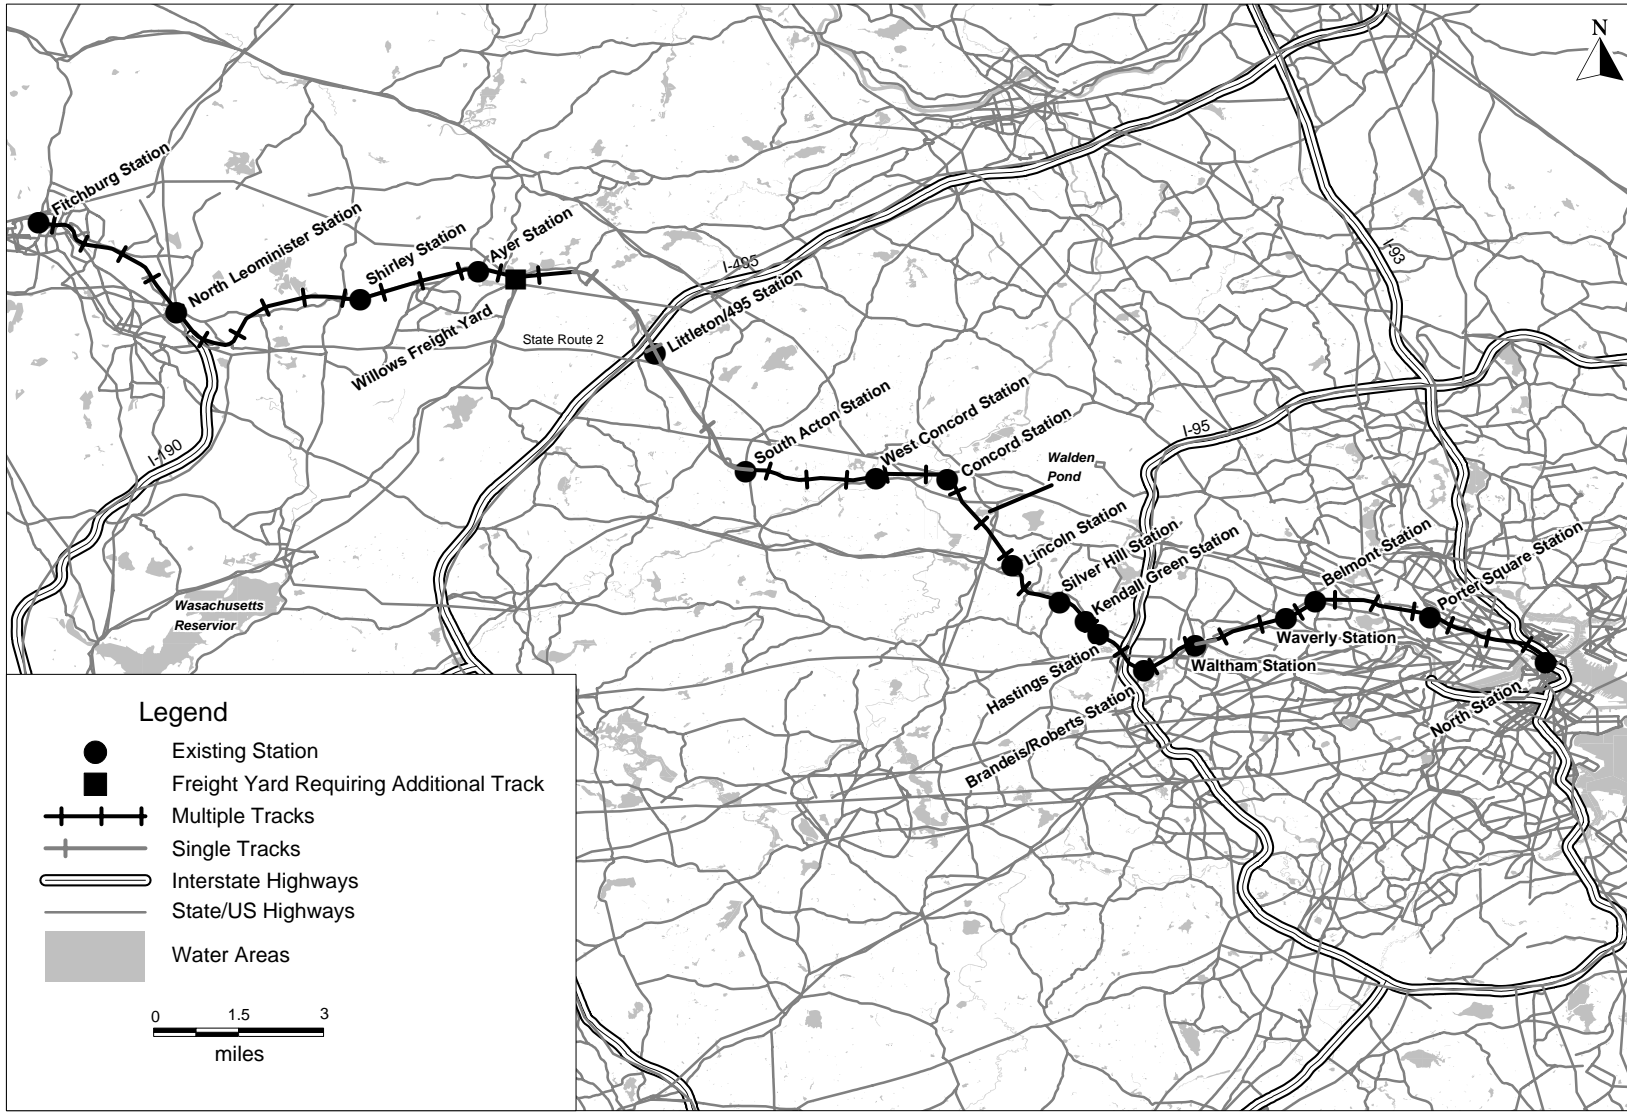 N
Fitchburg Station
North Leominister Station
Shirley Station
Ayer Station
Willows Freight Yard
State Route 2
I-495
Littleton/495 Station
I-93
I-190
South Acton Station
West Concord Station
Concord Station
Walden
Pond
I-95
Lincoln Station
Silver Hill Station
Kendall Green Station
Hastings Station
Brandeis/Roberts Station
Waltham Station
Waverly Station
Belmont Station
Porter Square Station
North Station
Wasachusetts
Reservior
Legend
Existing Station
Freight Yard Requiring Additional Track
Multiple Tracks
Single Tracks
Interstate Highways
State/US Highways
Water Areas
0 1.5 3
miles